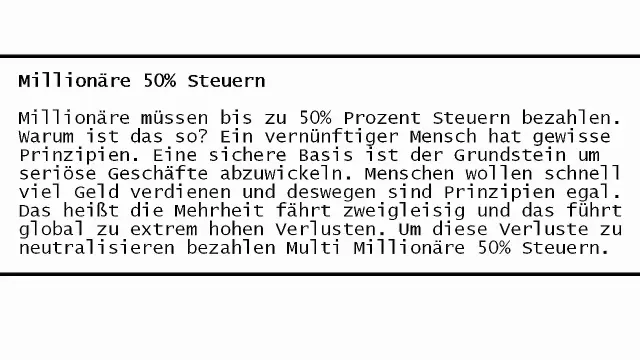 Millionäre 50% Steuern
Millionäre müssen bis zu 50% Prozent Steuern bezahlen.
Warum ist das so? Ein vernünftiger Mensch hat gewisse
Prinzipien. Eine sichere Basis ist der Grundstein um
seriöse Geschäfte abzuwickeln. Menschen wollen schnell
viel Geld verdienen und deswegen sind Prinzipien egal.
Das heißt die Mehrheit fährt zweigleisig und das führt
global zu extrem hohen Verlusten. Um diese Verluste zu
neutralisieren bezahlen Multi Millionäre 50% Steuern.